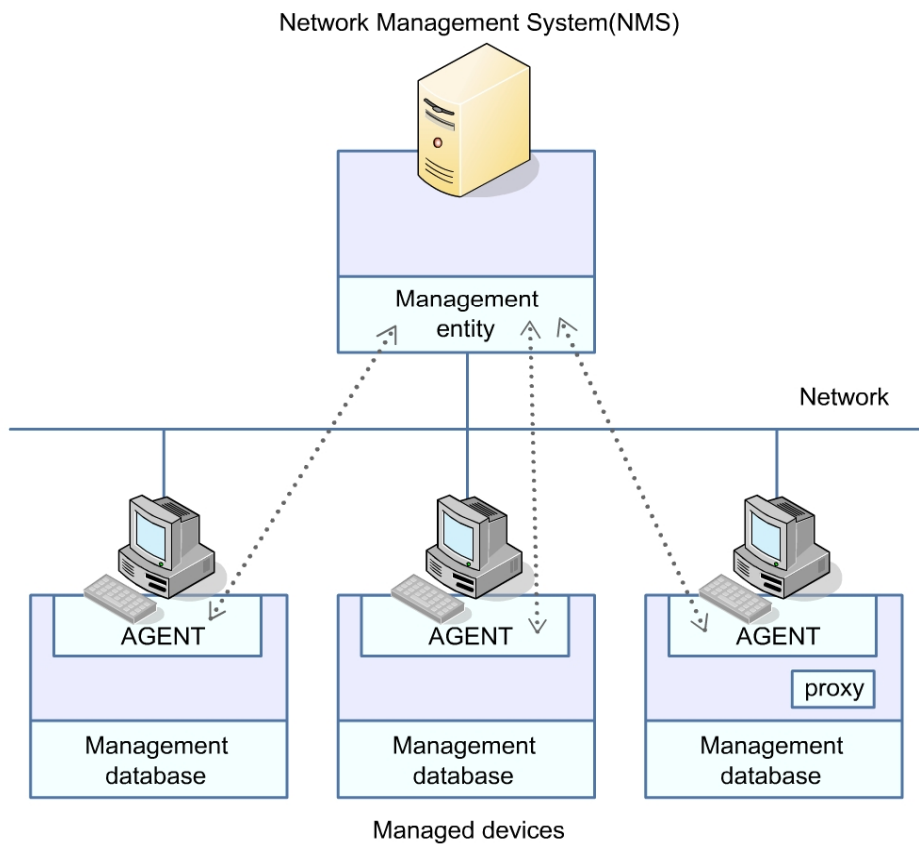 Network Management System(NMS)
Management
entity
Network
AGENT
AGENT
AGENT
proxy
Management
database
Management
database
Management
database
Managed devices